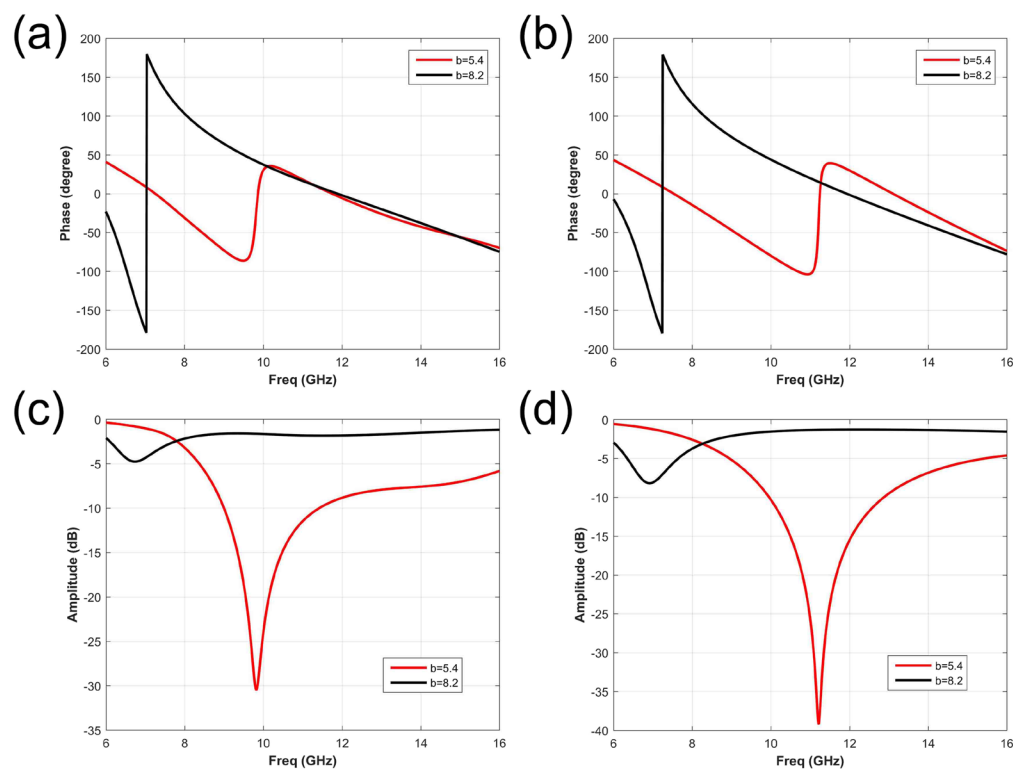 (a)
200
150
100
50
0
-50
-100
-150
-200
Phase (degree)
6 8 10 12 14 16
Freq (GHz)
b=5.4
b=8.2
(b)
200
150
100
50
0
-50
-100
-150
-200
Phase (degree)
6 8 10 12 14 16
Freq (GHz)
b=5.4
b=8.2
(c)
0
-5
-10
-15
-20
-25
-30
-35
Amplitude (dB)
6 8 10 12 14 16
Freq (GHz)
b=5.4
b=8.2
(d)
0
-5
-10
-15
-20
-25
-30
-35
-40
Amplitude (dB)
6 8 10 12 14 16
Freq (GHz)
b=5.4
b=8.2